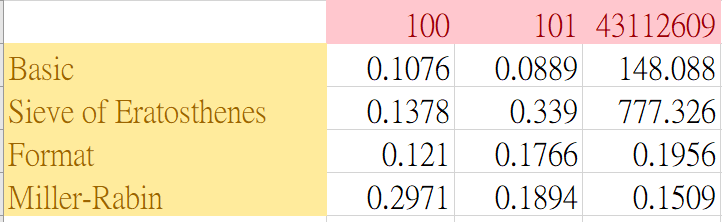 100 101 43112609
Basic 0.1076 0.0889 148.088
Sieve of Eratosthenes 0.1378 0.339 777.326
Format 0.121 0.1766 0.1956
Miller-Rabin 0.2971 0.1894 0.1509